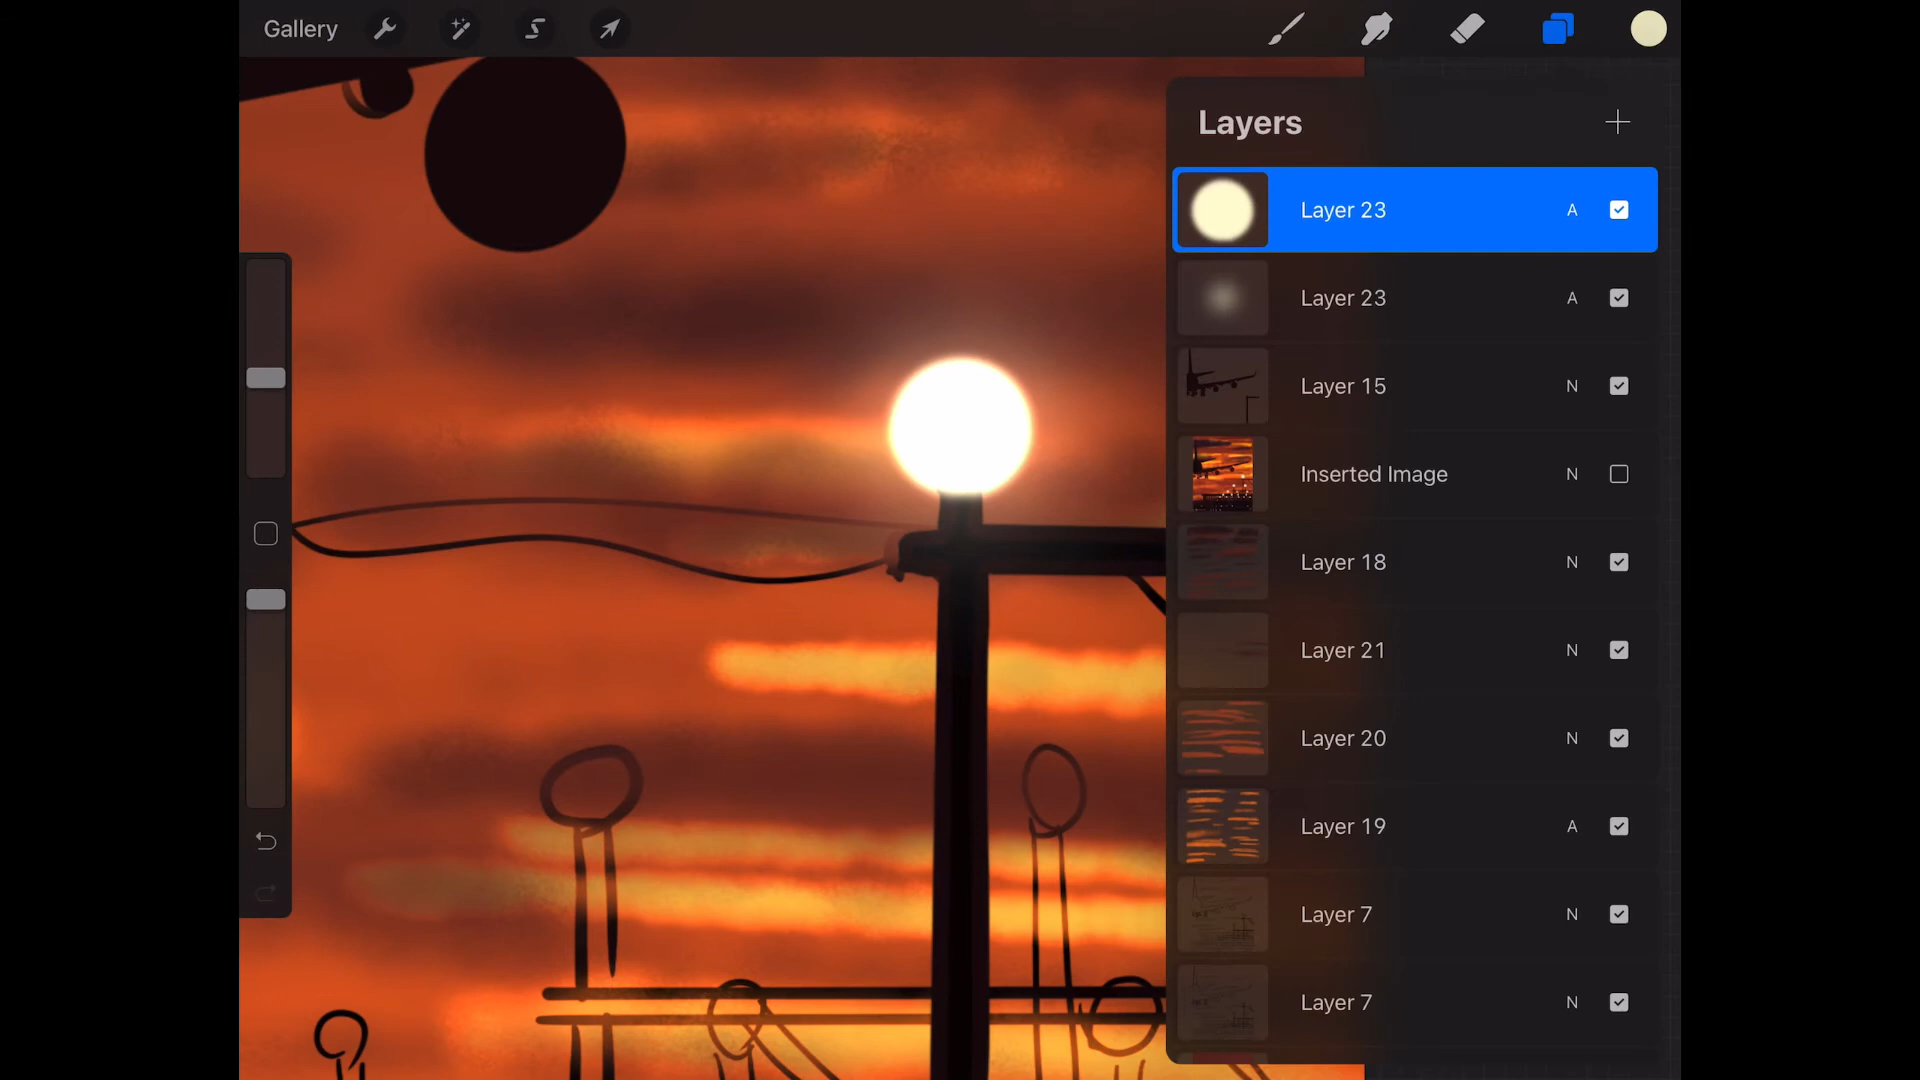 Gallery
Layers
Layer 23 A
Layer 23 A
Layer 15 N
Inserted Image N
Layer 18 N
Layer 21 N
Layer 20 N
Layer 19 A
Layer 7 N
Layer 7 N